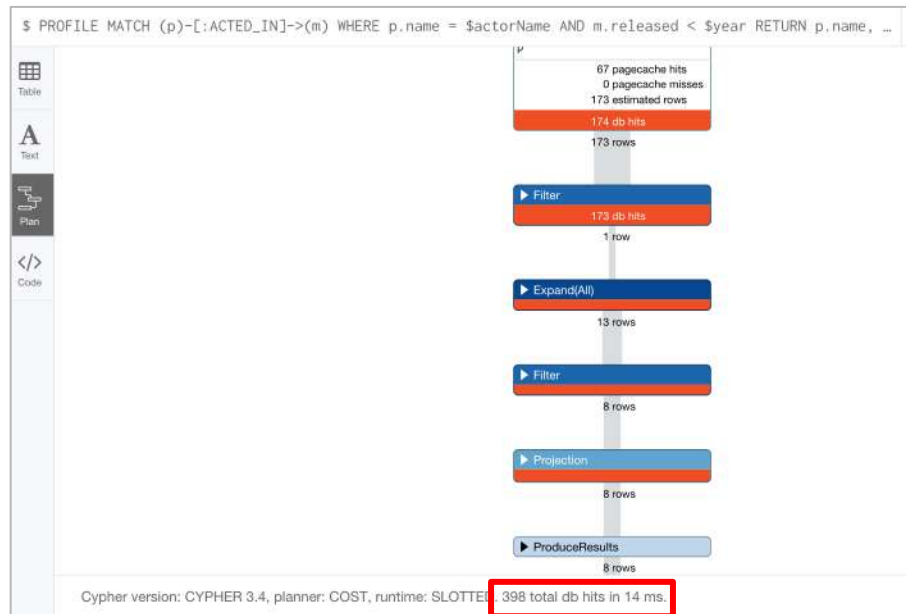 $ PROFILE MATCH (p)-[:ACTED_IN]->(m) WHERE p.name = $actorName AND m.released < $year RETURN p.name, …
Table
Text
Plan
</>
Code
p
67 pagecache hits
0 pagecache misses
173 estimated rows
174 db hits
173 rows
Filter
173 db hits
1 row
Expand(All)
13 rows
Filter
8 rows
Projection
8 rows
ProduceResults
8 rows
Cypher version: CYPHER 3.4, planner: COST, runtime: SLOTTED. 398 total db hits in 14 ms.